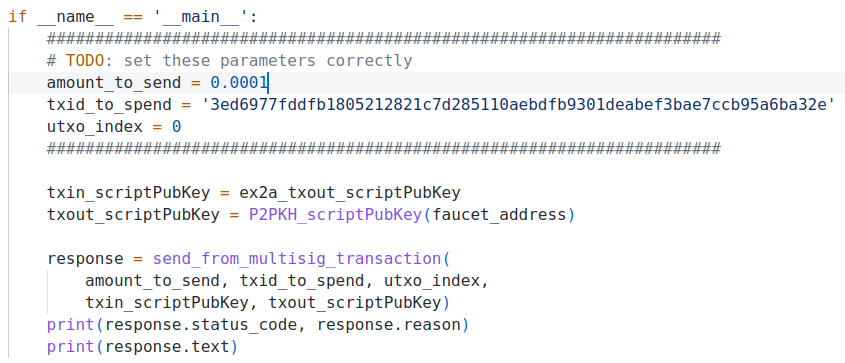 if __name__ == '__main__':
    ######################################################################
    # TODO: set these parameters correctly
    amount_to_send = 0.0001
    txid_to_spend = '3ed6977fddfb1805212821c7d285110aebdfb9301deabef3bae7ccb95a6ba32e'
    utxo_index = 0
    ######################################################################

    txin_scriptPubKey = ex2a_txout_scriptPubKey
    txout_scriptPubKey = P2PKH_scriptPubKey(faucet_address)

    response = send_from_multisig_transaction(
        amount_to_send, txid_to_spend, utxo_index,
        txin_scriptPubKey, txout_scriptPubKey)
    print(response.status_code, response.reason)
    print(response.text)